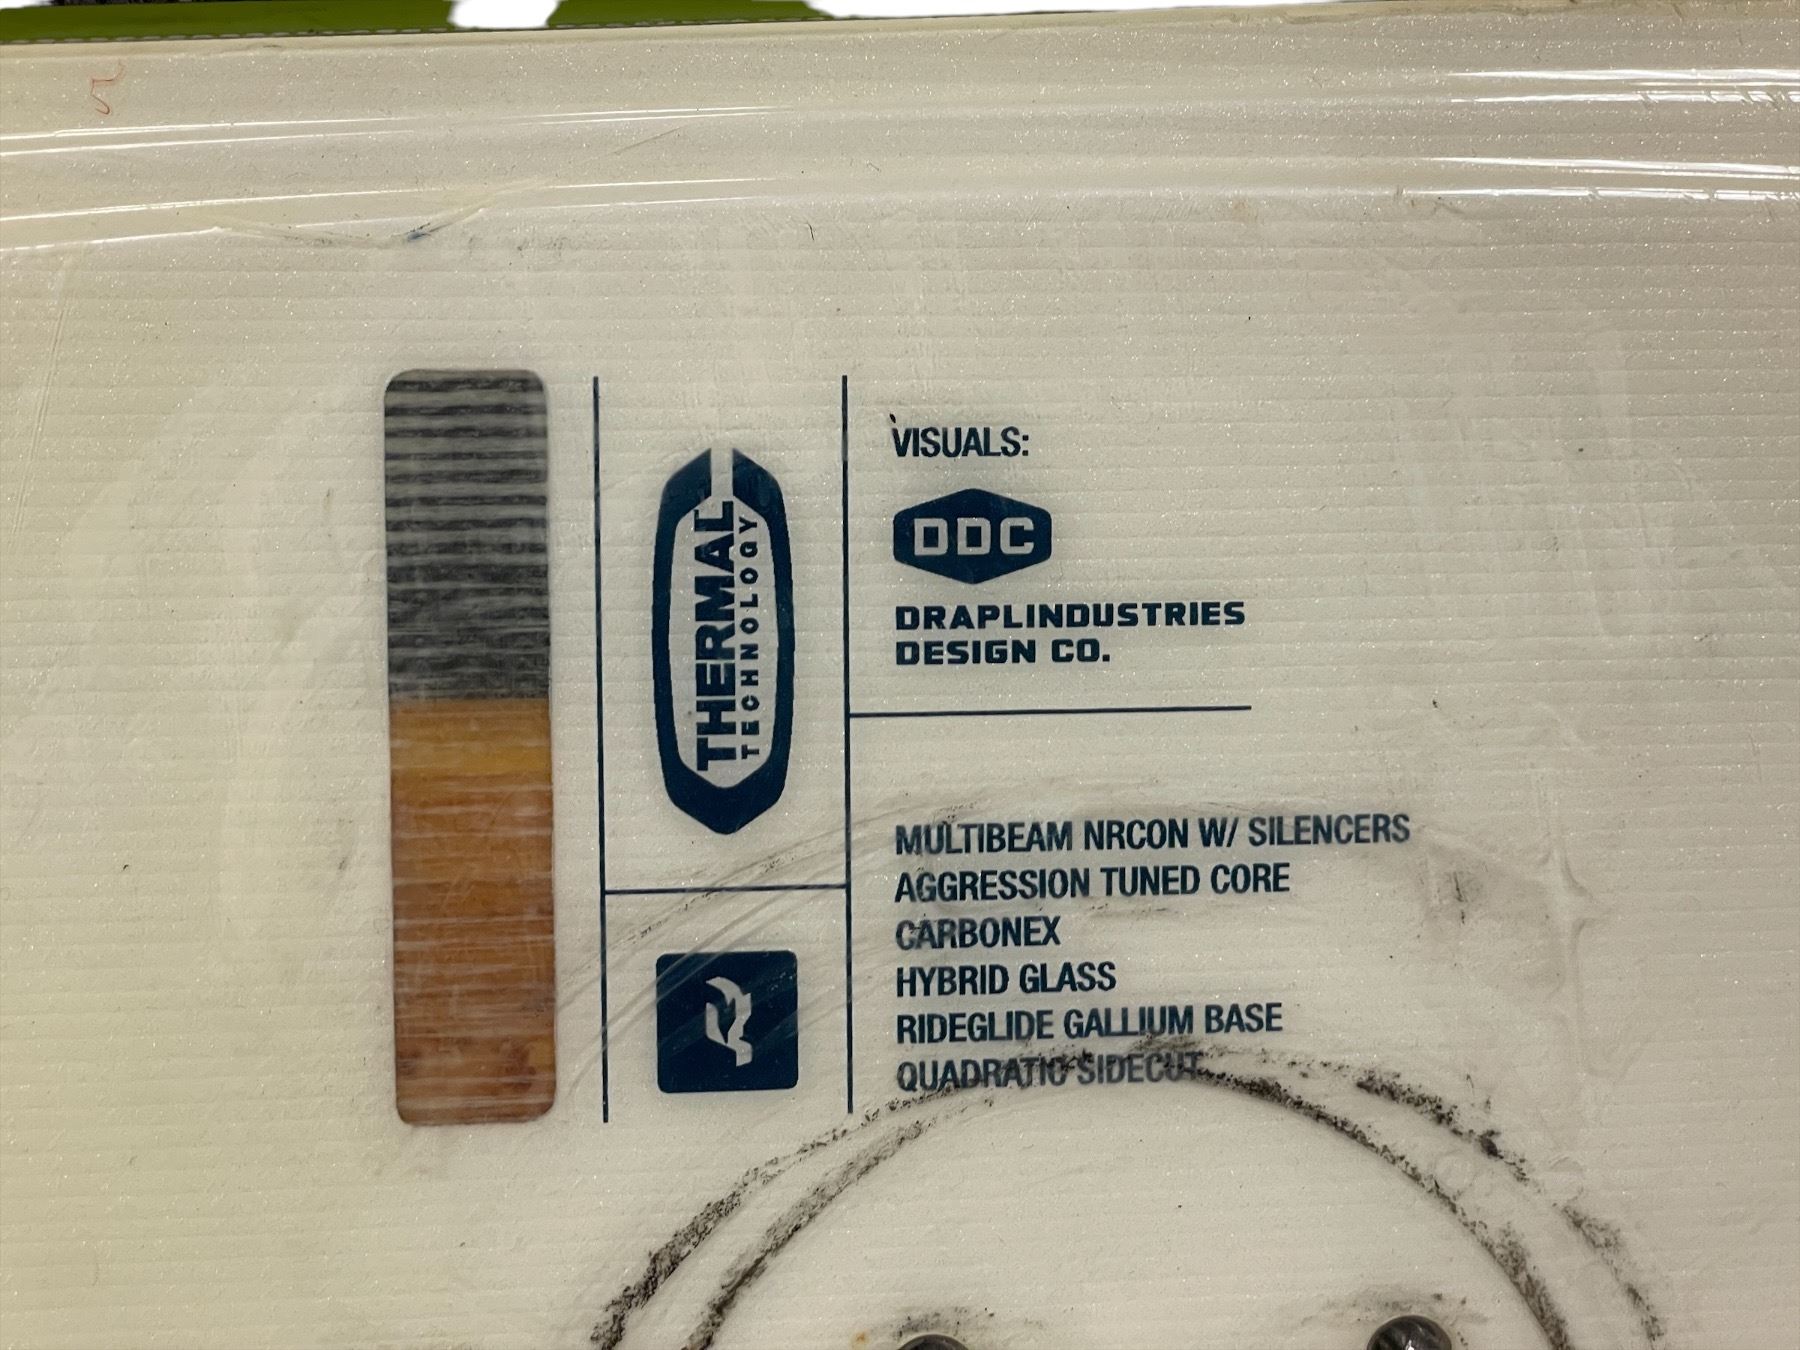 5
THERMAL
TECHNOLOGY
VISUALS:
DDC
DRAPLINDUSTRIES
DESIGN CO.
MULTIBEAM NRCON W/ SILENCERS
AGGRESSION TUNED CORE
CARBONEX
HYBRID GLASS
RIDEGLIDE GALLIUM BASE
QUADRATIC SIDECUT